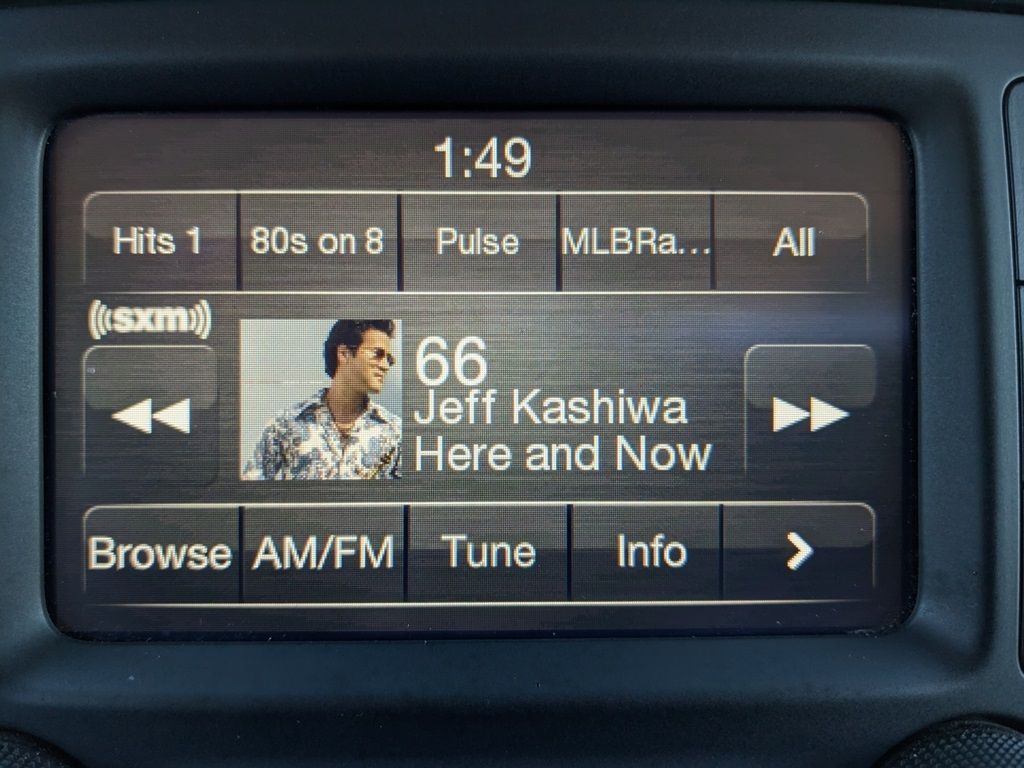 1:49
Hits 1
80s on 8
Pulse
MLBRa...
All
((sxm))
66
Jeff Kashiwa
Here and Now
Browse
AM/FM
Tune
Info